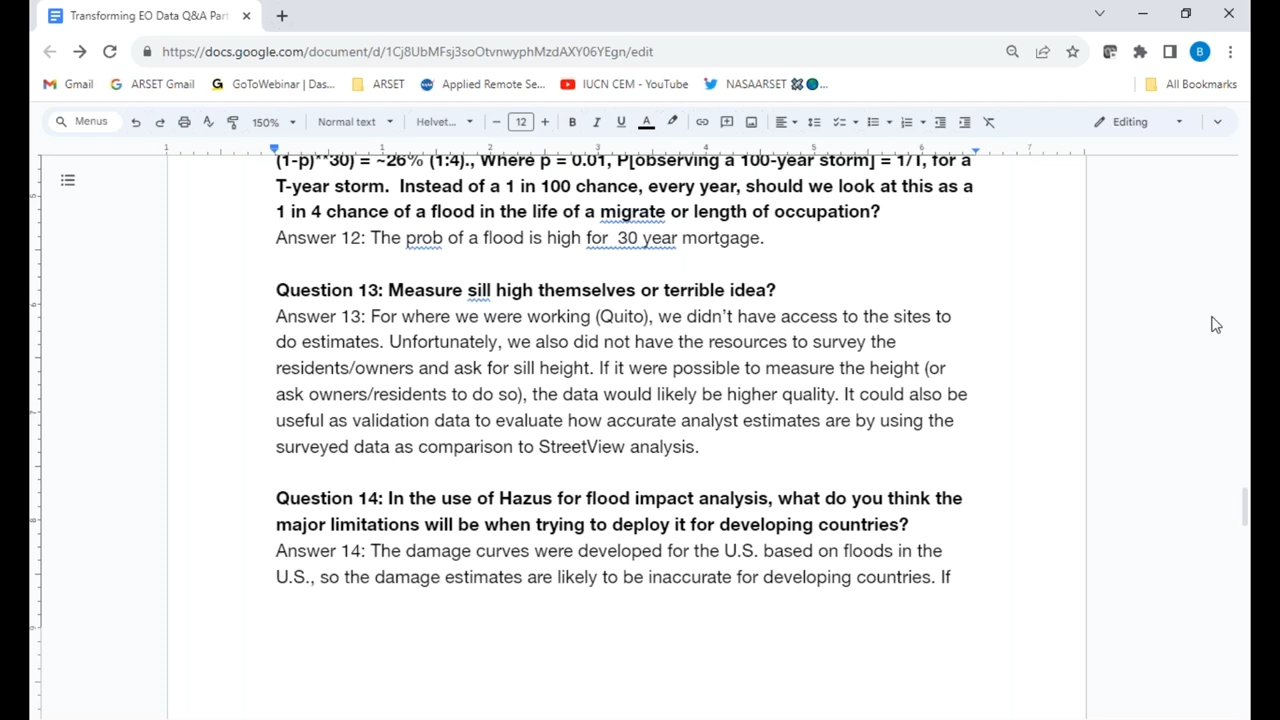 Transforming EO Data Q&A Part
https://docs.google.com/document/d/1Cj8UbMFsj3soOtvnwyphMzdAXY06YEgn/edit
B
Gmail ARSET Gmail GoToWebinar | Das... ARSET Applied Remote Se... IUCN CEM - YouTube NASAARSET ... All Bookmarks
Menus 150% Normal text Helvet... 12 B I U A Editing
1 1 2 3 4 5 6 7
(1-p)**30) = ~26% (1:4)., Where p = 0.01, P[observing a 100-year storm] = 1/T, for a
T-year storm. Instead of a 1 in 100 chance, every year, should we look at this as a
1 in 4 chance of a flood in the life of a migrate or length of occupation?
Answer 12: The prob of a flood is high for 30 year mortgage.
Question 13: Measure sill high themselves or terrible idea?
Answer 13: For where we were working (Quito), we didn't have access to the sites to
do estimates. Unfortunately, we also did not have the resources to survey the
residents/owners and ask for sill height. If it were possible to measure the height (or
ask owners/residents to do so), the data would likely be higher quality. It could also be
useful as validation data to evaluate how accurate analyst estimates are by using the
surveyed data as comparison to StreetView analysis.
Question 14: In the use of Hazus for flood impact analysis, what do you think the
major limitations will be when trying to deploy it for developing countries?
Answer 14: The damage curves were developed for the U.S. based on floods in the
U.S., so the damage estimates are likely to be inaccurate for developing countries. If